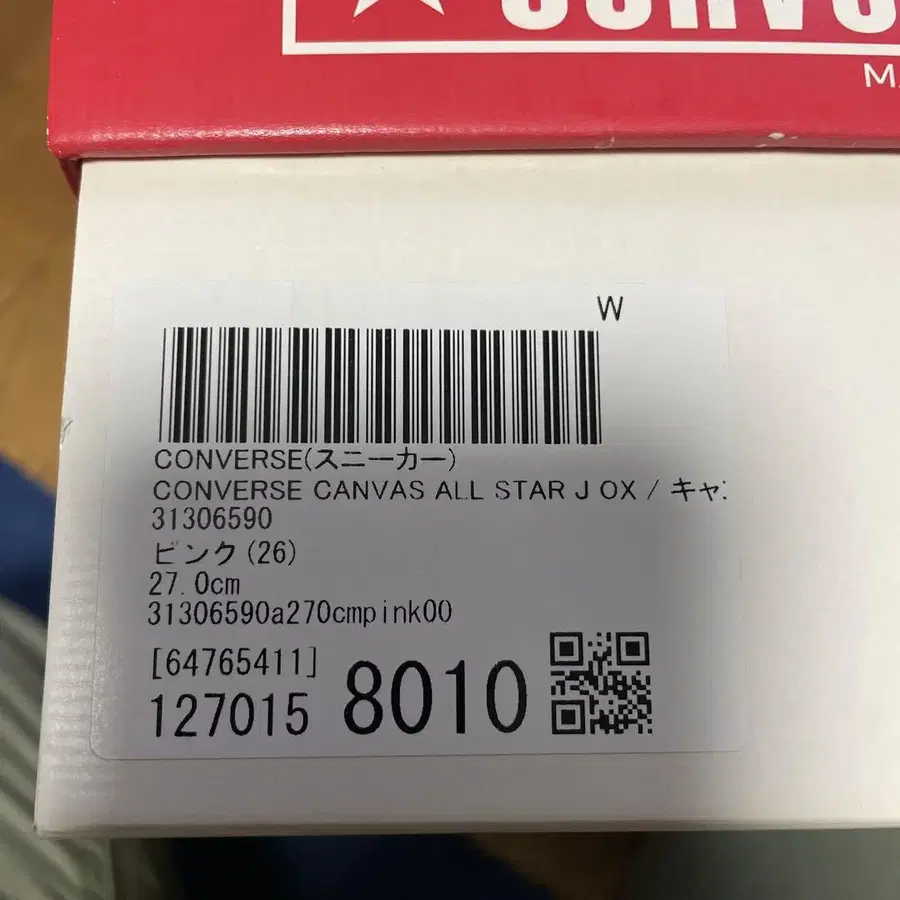 W
CONVERSE(スニーカー)
CONVERSE CANVAS ALL STAR J OX / キャ
31306590
ピンク(26)
27.0cm
31306590a270cmpink00
[64765411]
127015 8010